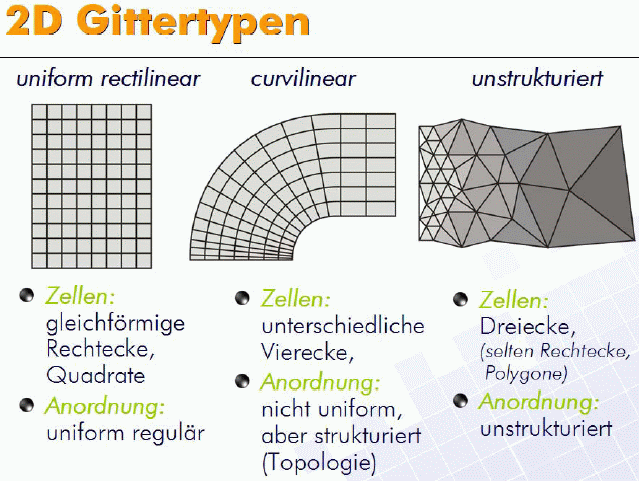 2D Gittertypen
uniform rectilinear
curvilinear
unstrukturiert
Zellen:
gleichförmige
Rechtecke,
Quadrate
Anordnung:
uniform regulär
Zellen:
unterschiedliche
Vierecke,
Anordnung:
nicht uniform,
aber strukturiert
(Topologie)
Zellen:
Dreiecke,
(selten Rechtecke,
Polygone)
Anordnung:
unstrukturiert